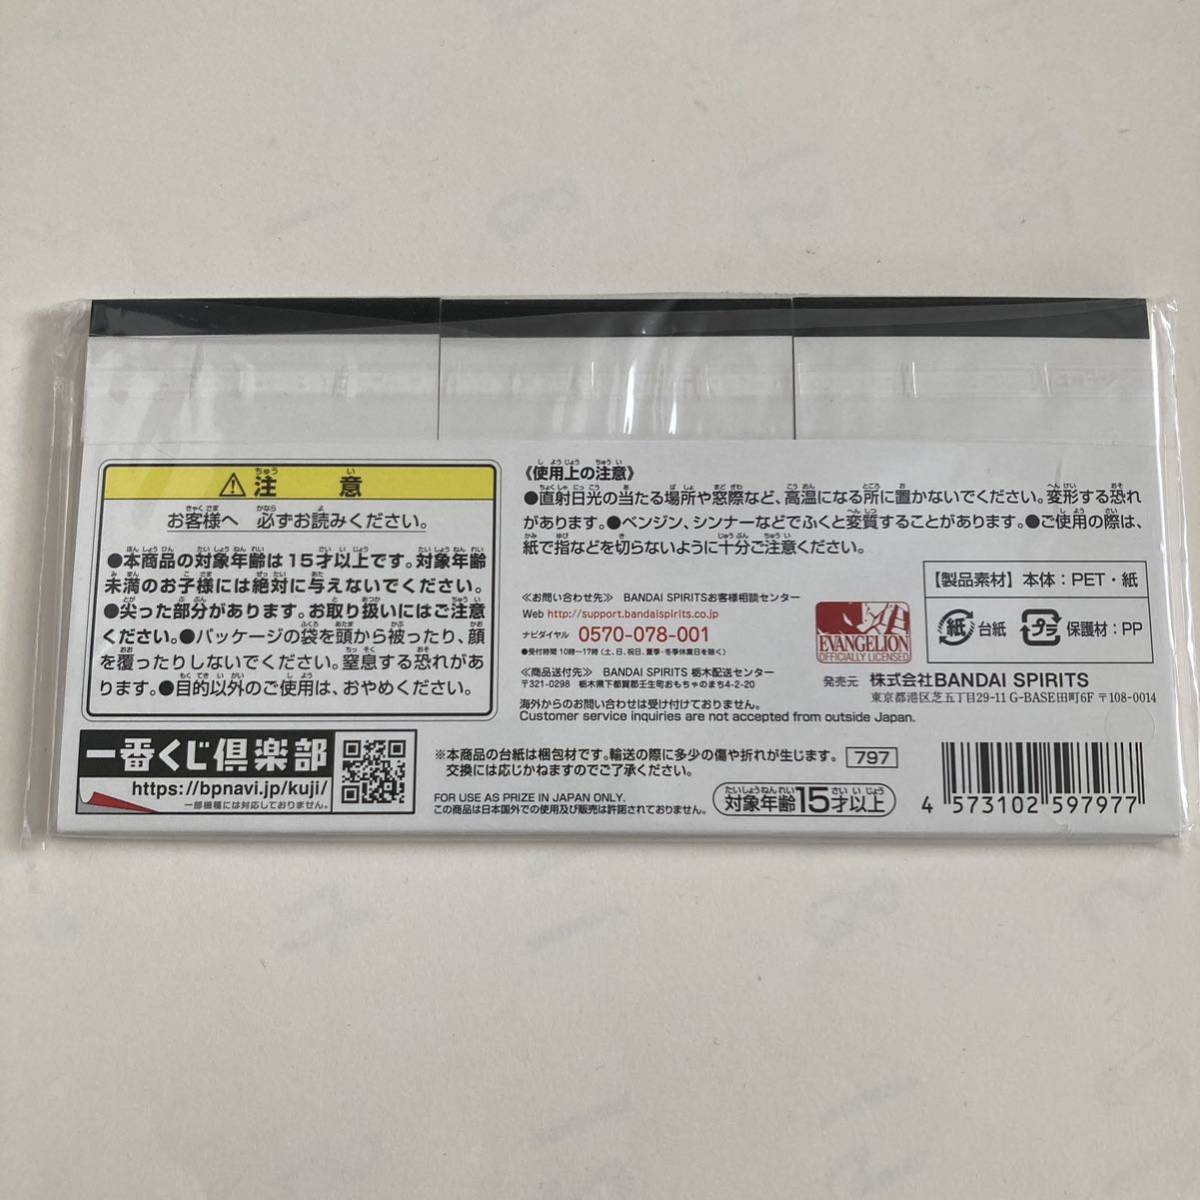 ⚠注意
お客様へ 必ずお読みください。
●本商品の対象年齢は15才以上です。対象年齢
未満のお子様には絶対に与えないでください。
●尖った部分があります。お取り扱いにはご注意
ください。●パッケージの袋を頭から被ったり、顔
を覆ったりしないでください。窒息する恐れがあ
ります。●目的以外のご使用は、おやめください。
《使用上の注意》
●直射日光の当たる場所や窓際など、高温になる所に置かないでください。変形する恐れ
があります。●ベンジン、シンナーなどでふくと変質することがあります。●ご使用の際は、
紙で指などを切らないように十分ご注意ください。
≪お問い合わせ先≫ BANDAI SPIRITSお客様相談センター
Web http://support.bandaispirits.co.jp
ナビダイヤル 0570-078-001
●受付時間 10時〜17時(土、日、祝日、夏季・冬季休業日を除く)
≪商品送付先≫ BANDAI SPIRITS 栃木配送センター
〒321-0298 栃木県下都賀郡壬生町おもちゃのまち4-2-20
海外からのお問い合わせは受け付けておりません。
Customer service inquiries are not accepted from outside Japan.
EVANGELION
OFFICIALLY LICENSED
【製品素材】本体：PET・紙
紙 台紙 プラ 保護材：PP
発売元 株式会社BANDAI SPIRITS
東京都港区芝五丁目29-11 G-BASE田町6F 〒108-0014
一番くじ倶楽部
https://bpnavi.jp/kuji/
一部機種には対応しておりません。
※本商品の台紙は梱包材です。輸送の際に多少の傷や折れが生じます。
交換には応じかねますのでご了承ください。
797
FOR USE AS PRIZE IN JAPAN ONLY.
この商品は日本国外での使用及び販売は許諾されておりません。
対象年齢15才以上
4 573102 597977